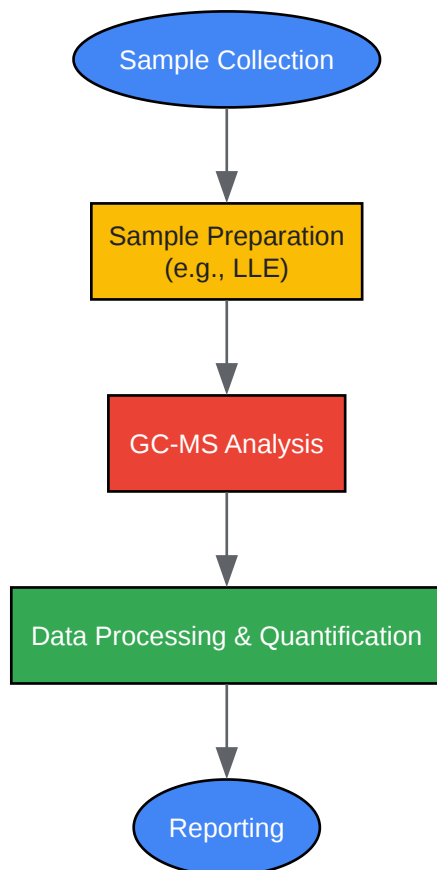 Sample Collection
Sample Preparation
(e.g., LLE)
GC-MS Analysis
Data Processing & Quantification
Reporting